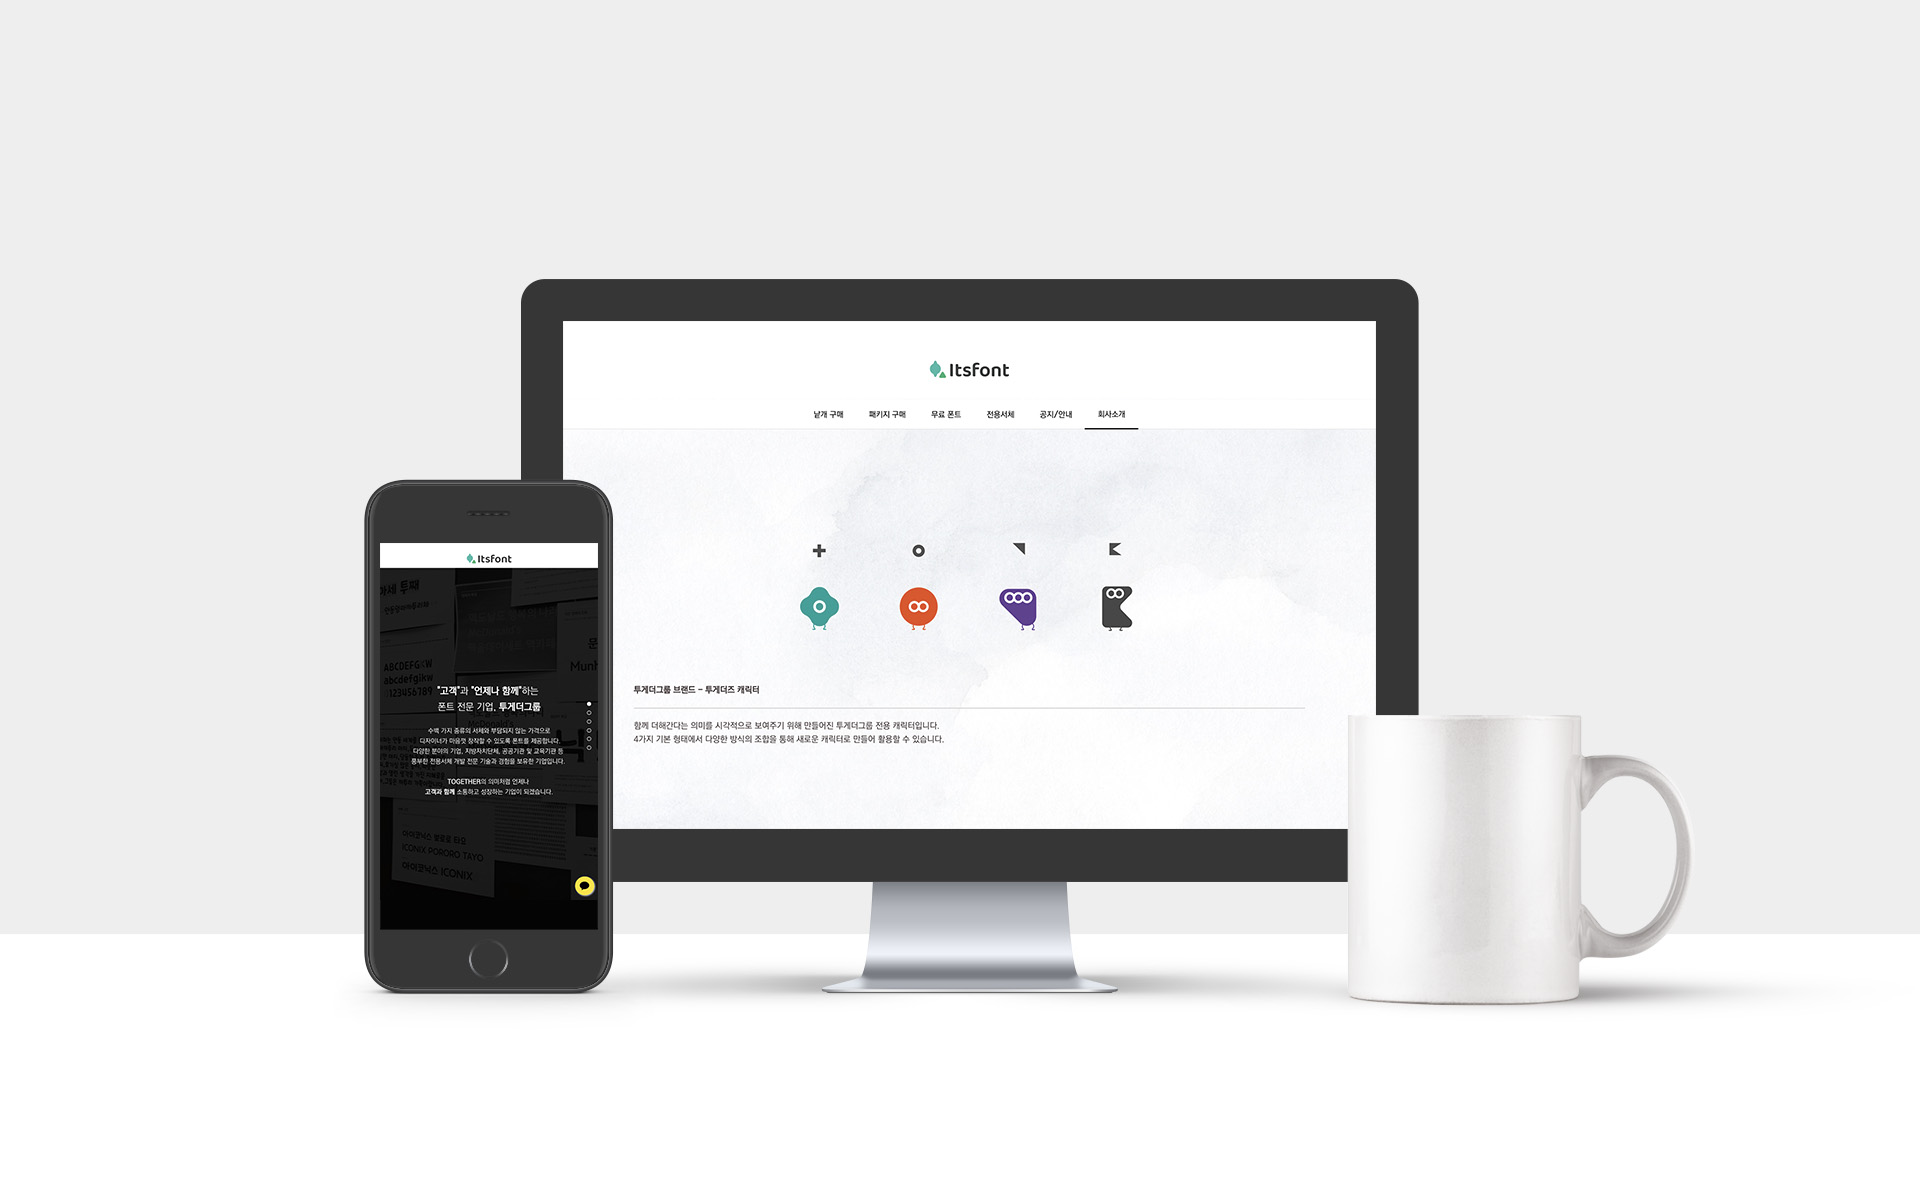 Itsfont
낱개 구매 패키지 구매 무료 폰트 전용서체 공지/안내 회사소개
투게더그룹 브랜드 – 투게더즈 캐릭터
함께 더해간다는 의미를 시각적으로 보여주기 위해 만들어진 투게더그룹 전용 캐릭터입니다.
4가지 기본 형태에서 다양한 방식의 조합을 통해 새로운 캐릭터로 만들어 활용할 수 있습니다.
Itsfont
투째
ABCDEFGKW
abcdefgikw
123456789
문
Munh
"고객"과 "언제나 함께"하는
폰트 전문 기업, 투게더그룹
McDonald's
수백 가지 종류의 서체와 부담되지 않는 가격으로
디자이너가 마음껏 창작할 수 있도록 폰트를 제공합니다.
다양한 분야의 기업, 지방자치단체, 공공기관 및 교육기관 등
풍부한 전용서체 개발 전문 기술과 경험을 보유한 기업입니다.
TOGETHER의 의미처럼 언제나
고객과 함께 소통하고 성장하는 기업이 되겠습니다.
아이코닉스 뽀로로 타요
ICONIX PORORO TAYO
아이코닉스 ICONIX